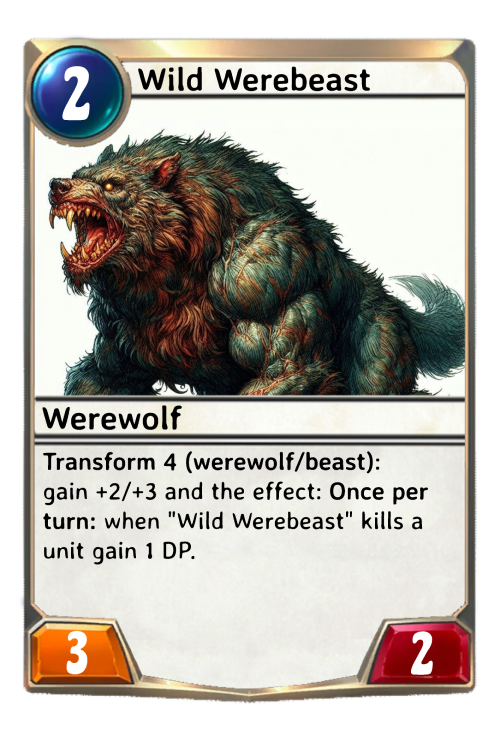 2
Wild Werebeast
Werewolf
Transform 4 (werewolf/beast):
gain +2/+3 and the effect: Once per
turn: when "Wild Werebeast" kills a
unit gain 1 DP.
3
2